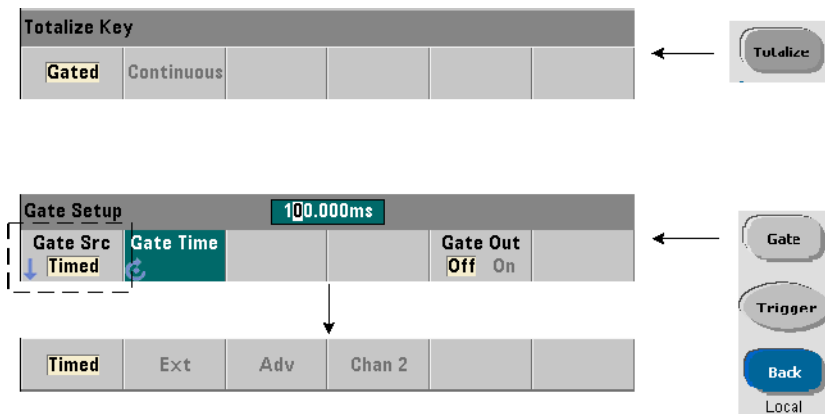 Totalize Key
Gated Continuous
Totalize
Gate Setup 100.000ms
Gate Src Gate Time Gate Out
Timed Off On
Gate
Trigger
Timed Ext Adv Chan 2
Back
Local